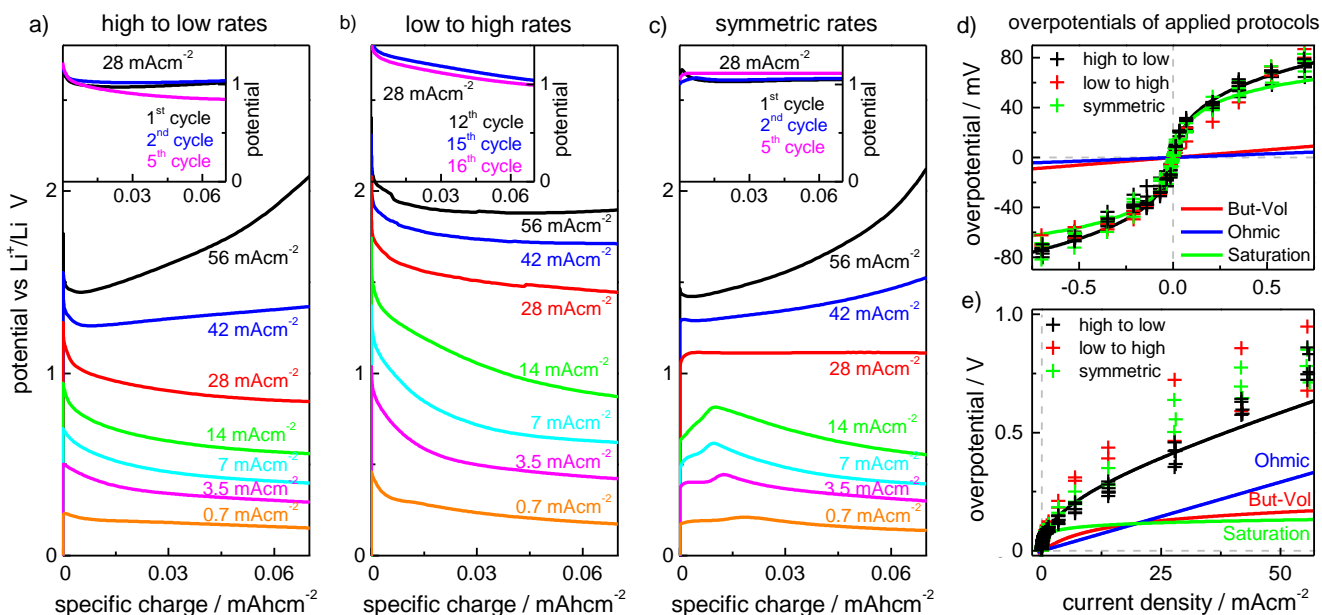 a) high to low rates
28 mAcm-2
1st cycle
2nd cycle
5th cycle
potential
1
0
0.03
0.06
2
1
0
56 mAcm-2
42 mAcm-2
28 mAcm-2
14 mAcm-2
7 mAcm-2
3.5 mAcm-2
0.7 mAcm-2
potential vs Li+/Li V
0
0.03
0.06
specific charge / mAhcm-2
b) low to high rates
28 mAcm-2
12th cycle
15th cycle
16th cycle
potential
1
0
0.03
0.06
2
1
0
56 mAcm-2
42 mAcm-2
28 mAcm-2
14 mAcm-2
7 mAcm-2
3.5 mAcm-2
0.7 mAcm-2
0
0.03
0.06
specific charge / mAhcm-2
c) symmetric rates
28 mAcm-2
1st cycle
2nd cycle
5th cycle
potential
1
0
0.03
0.06
2
1
0
56 mAcm-2
42 mAcm-2
28 mAcm-2
14 mAcm-2
7 mAcm-2
3.5 mAcm-2
0.7 mAcm-2
0
0.03
0.06
specific charge / mAhcm-2
d) overpotentials of applied protocols
high to low
low to high
symmetric
80
40
0
-40
-80
overpotential / mV
But-Vol
Ohmic
Saturation
-0.5
0.0
0.5
e)
high to low
low to high
symmetric
1.0
0.5
0
overpotential / V
Ohmic
But-Vol
Saturation
0
25
50
current density / mAcm-2